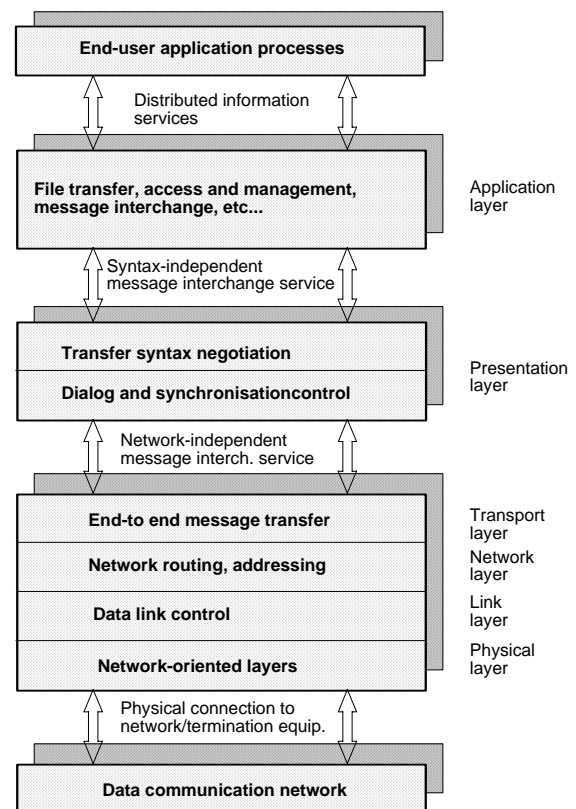 End-user application processes
Distributed information
services
File transfer, access and management,
message interchange, etc...
Application
layer
Syntax-independent
message interchange service
Transfer syntax negotiation
Dialog and synchronisationcontrol
Presentation
layer
Network-independent
message interch. service
End-to end message transfer
Transport
layer
Network routing, addressing
Network
layer
Data link control
Link
layer
Network-oriented layers
Physical
layer
Physical connection to
network/termination equip.
Data communication network